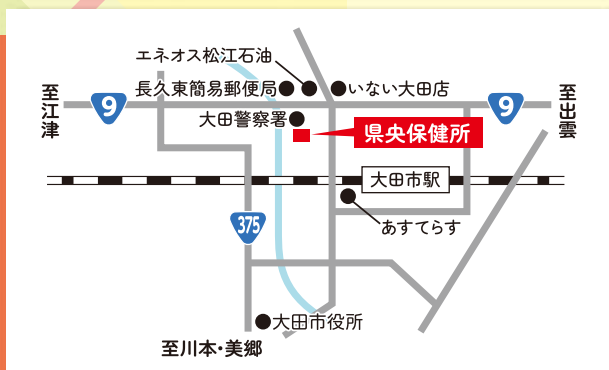 エネオス松江石油
長久東簡易郵便局
いない大田店
至江津
9
9
至出雲
大田警察署
県央保健所
大田市駅
あすてらす
375
大田市役所
至川本・美郷